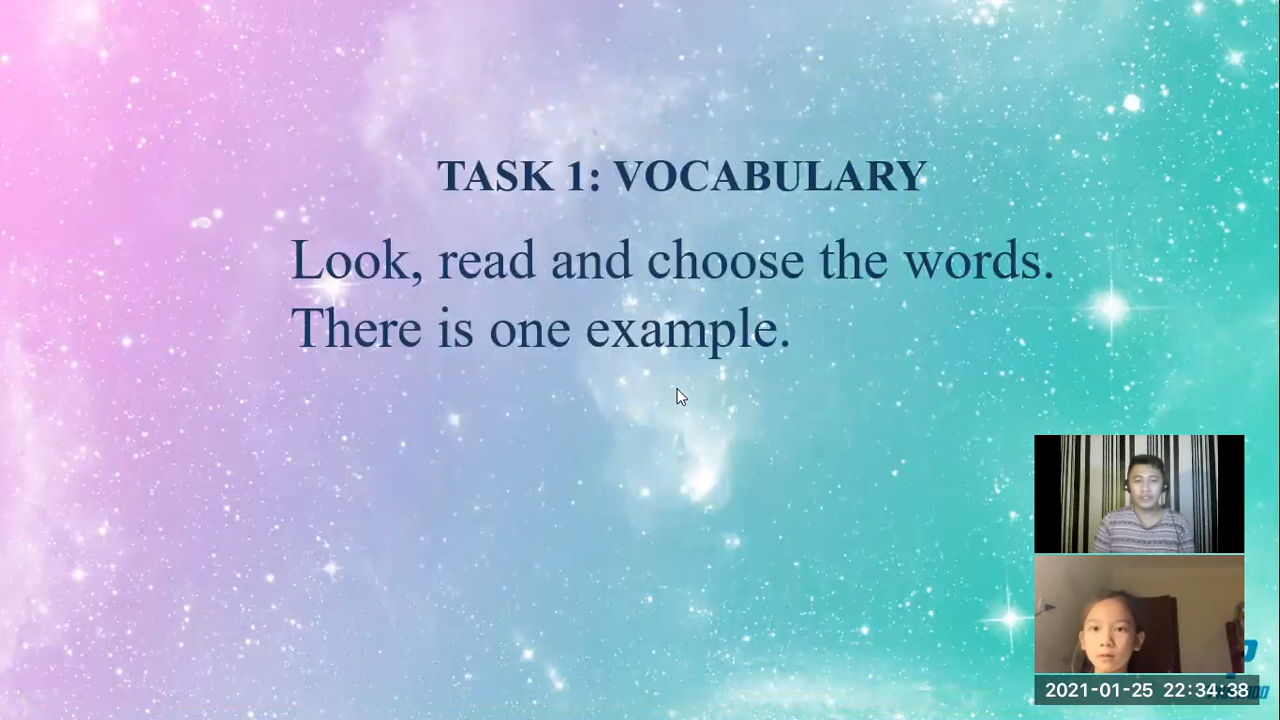 TASK 1: VOCABULARY
Look, read and choose the words.
There is one example.
2021-01-25 22:34:38